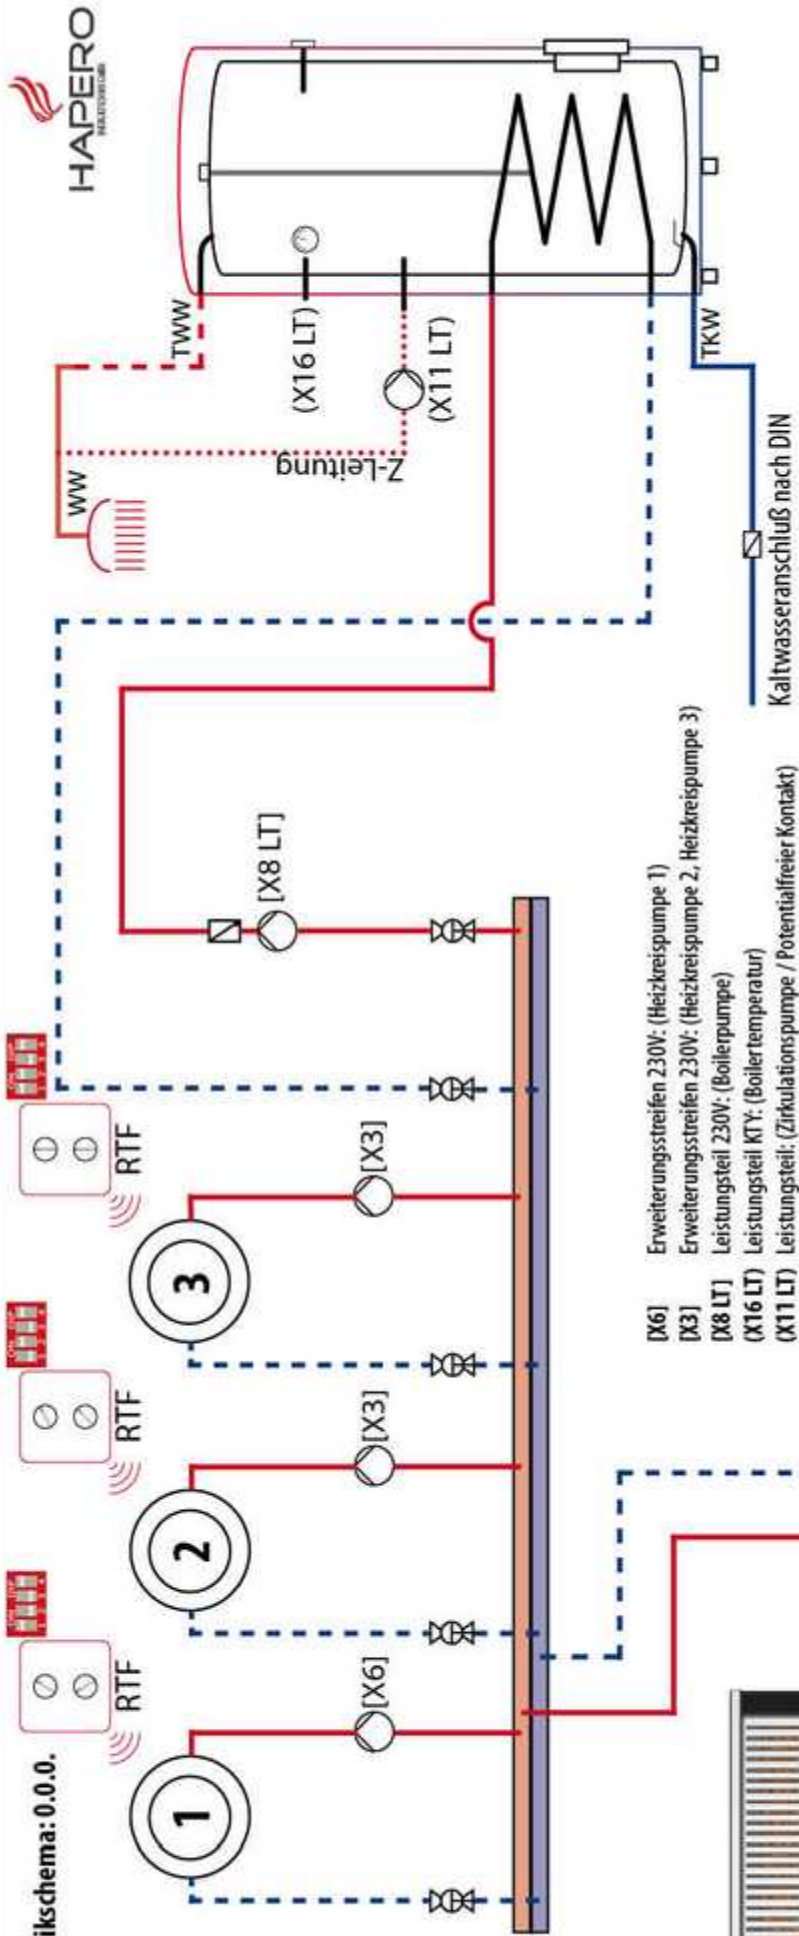 ikschema: 0.0.0.
HAPERO
RTF
RTF
RTF
1
2
3
[X6]
[X3]
[X3]
[X8 LT]
WW
TWW
Z-Leitung
(X16 LT)
(X11 LT)
TKW
Kaltwasseranschluß nach DIN
[X6] Erweiterungsstreifen 230V: (Heizkreispumpe 1)
[X3] Erweiterungsstreifen 230V: (Heizkreispumpe 2, Heizkreispumpe 3)
[X8 LT] Leistungsteil 230V: (Boilerpumpe)
(X16 LT) Leistungsteil KTY: (Boilertemperatur)
(X11 LT) Leistungsteil: (Zirkulationspumpe / Potentialfreier Kontakt)